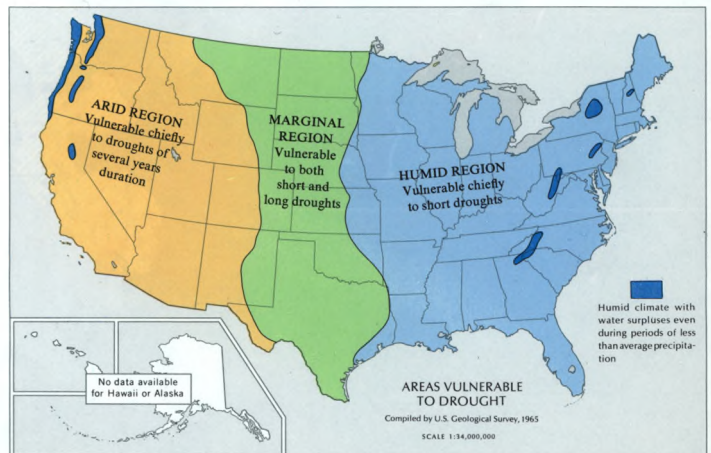 ARID REGION
Vulnerable chiefly
to droughts of
several years
duration
MARGINAL
REGION
Vulnerable
to both
short and
long droughts
HUMID REGION
Vulnerable chiefly
to short droughts
Humid climate with
water surpluses even
during periods of less
than average precipita-
tion
No data available
for Hawaii or Alaska
AREAS VULNERABLE
TO DROUGHT
Compiled by U.S. Geological Survey, 1965
SCALE 1:34,000,000